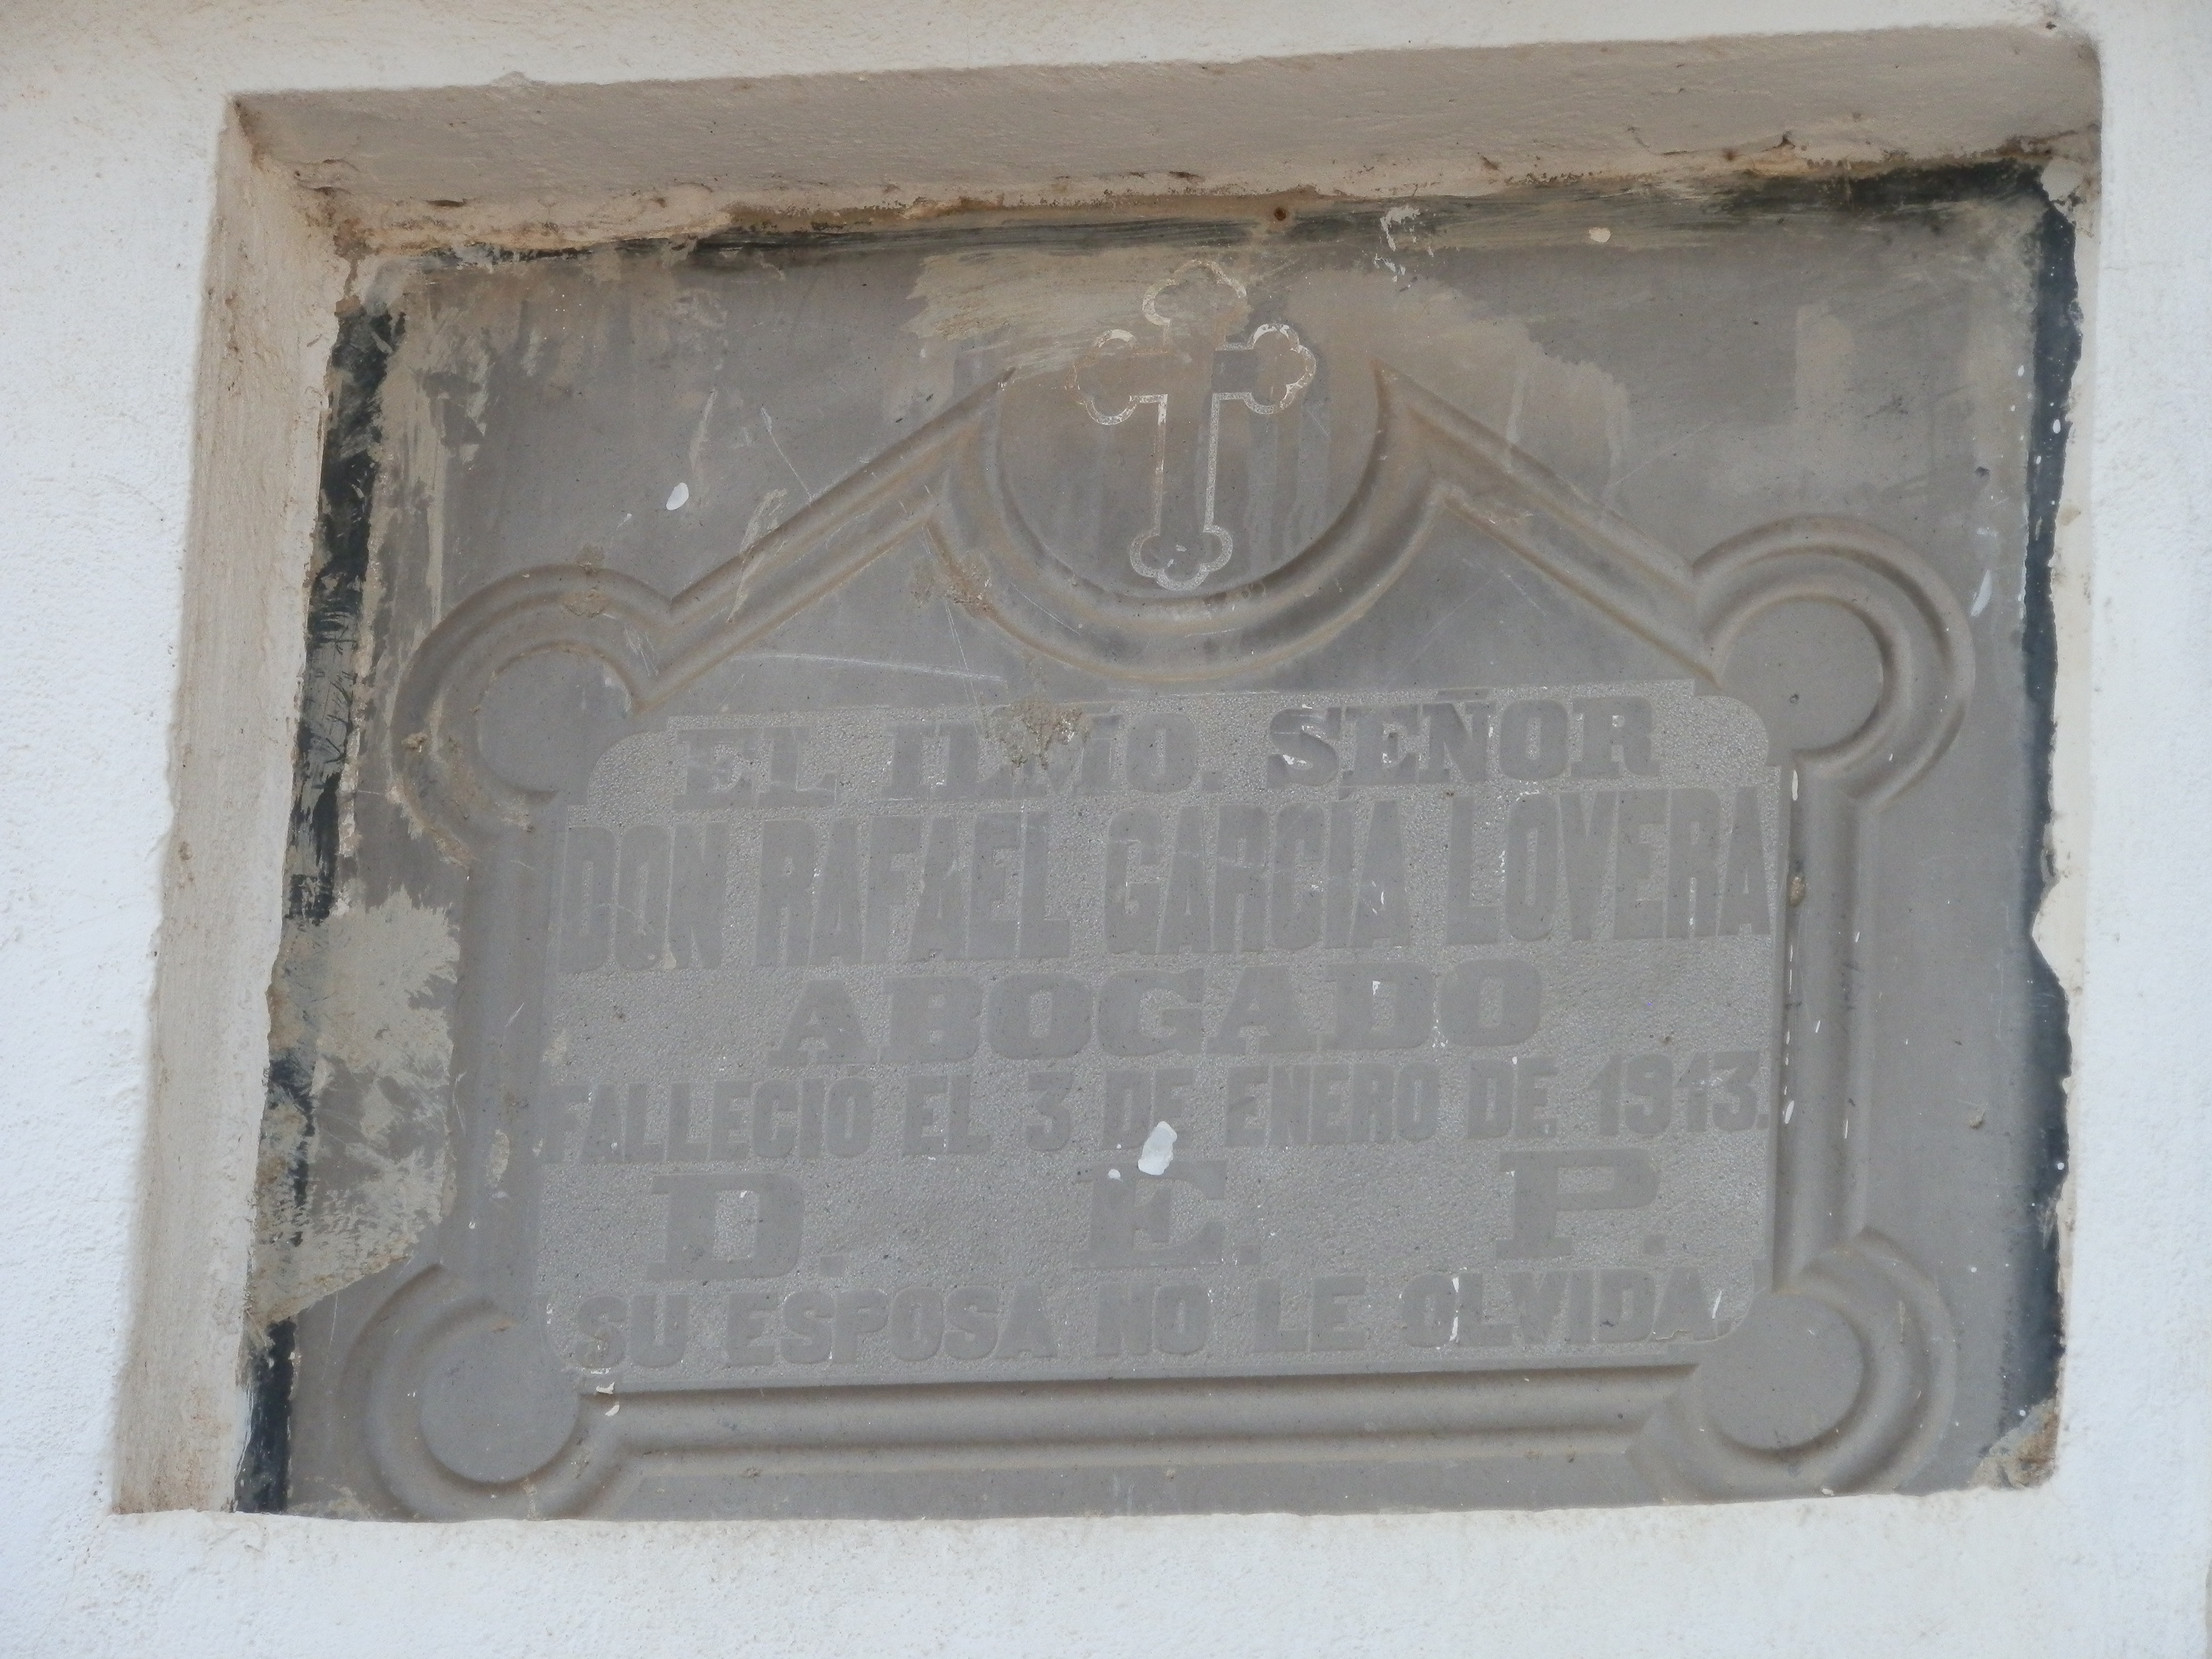 EL ILMO. SEÑOR
DON RAFAEL GARCÍA LOVERA
ABOGADO
FALLECIÓ EL 3 DE ENERO DE 1913.
D. E. P.
SU ESPOSA NO LE OLVIDA.